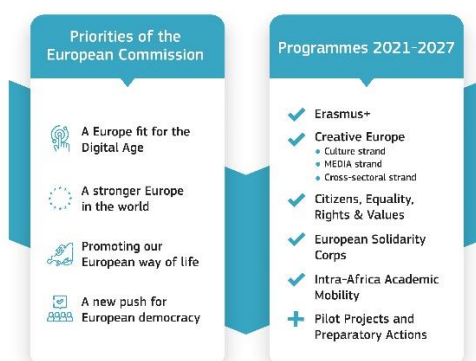 Priorities of the
European Commission
A Europe fit for the
Digital Age
A stronger Europe
in the world
Promoting our
European way of life
A new push for
European democracy
Programmes 2021-2027
Erasmus+
Creative Europe
Culture strand
MEDIA strand
Cross-sectoral strand
Citizens, Equality,
Rights & Values
European Solidarity
Corps
Intra-Africa Academic
Mobility
Pilot Projects and
Preparatory Actions